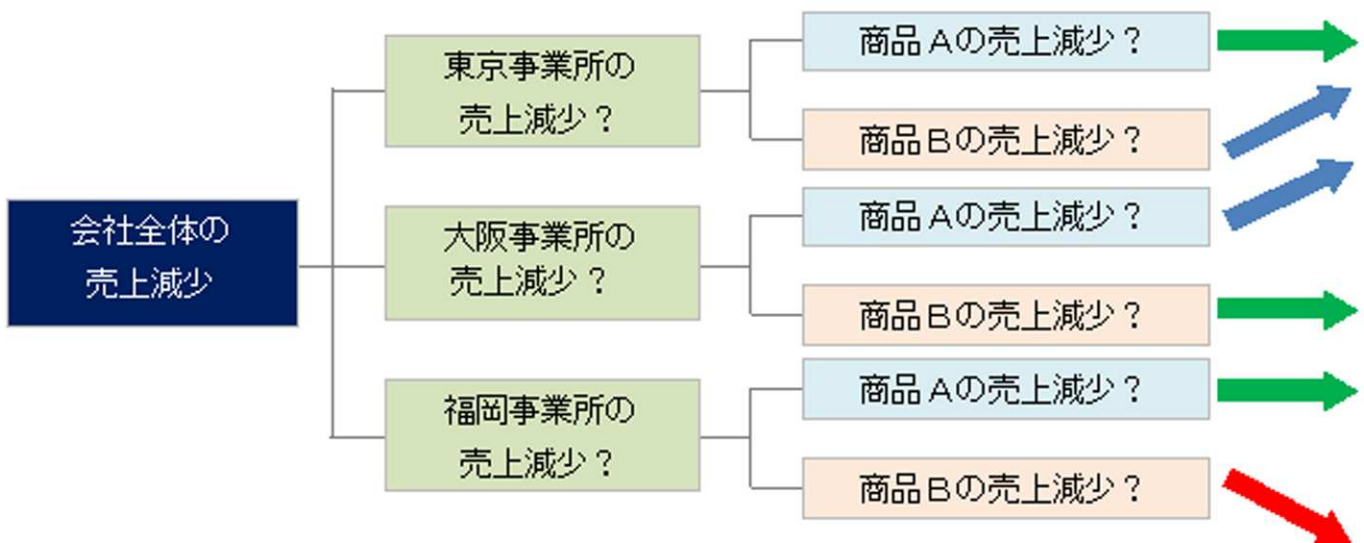 会社全体の
売上減少
東京事業所の
売上減少？
商品Ａの売上減少？
商品Ｂの売上減少？
大阪事業所の
売上減少？
商品Ａの売上減少？
商品Ｂの売上減少？
福岡事業所の
売上減少？
商品Ａの売上減少？
商品Ｂの売上減少？